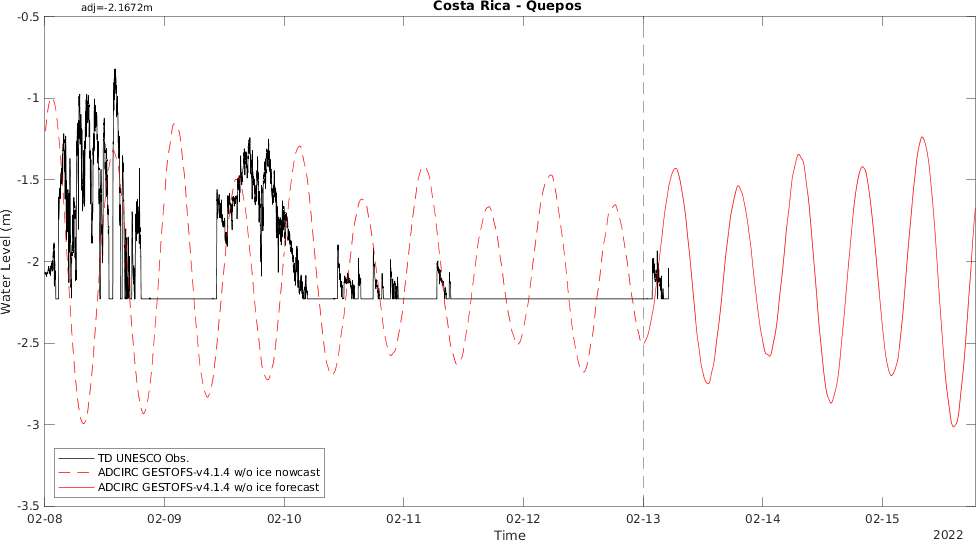 adj=-2.1672m
Costa Rica - Quepos
-0.5
-1
-1.5
-2
-2.5
-3
-3.5
Water Level (m)
TD UNESCO Obs.
ADCIRC GESTOFS-v4.1.4 w/o ice nowcast
ADCIRC GESTOFS-v4.1.4 w/o ice forecast
02-08 02-09 02-10 02-11 02-12 02-13 02-14 02-15
Time
2022